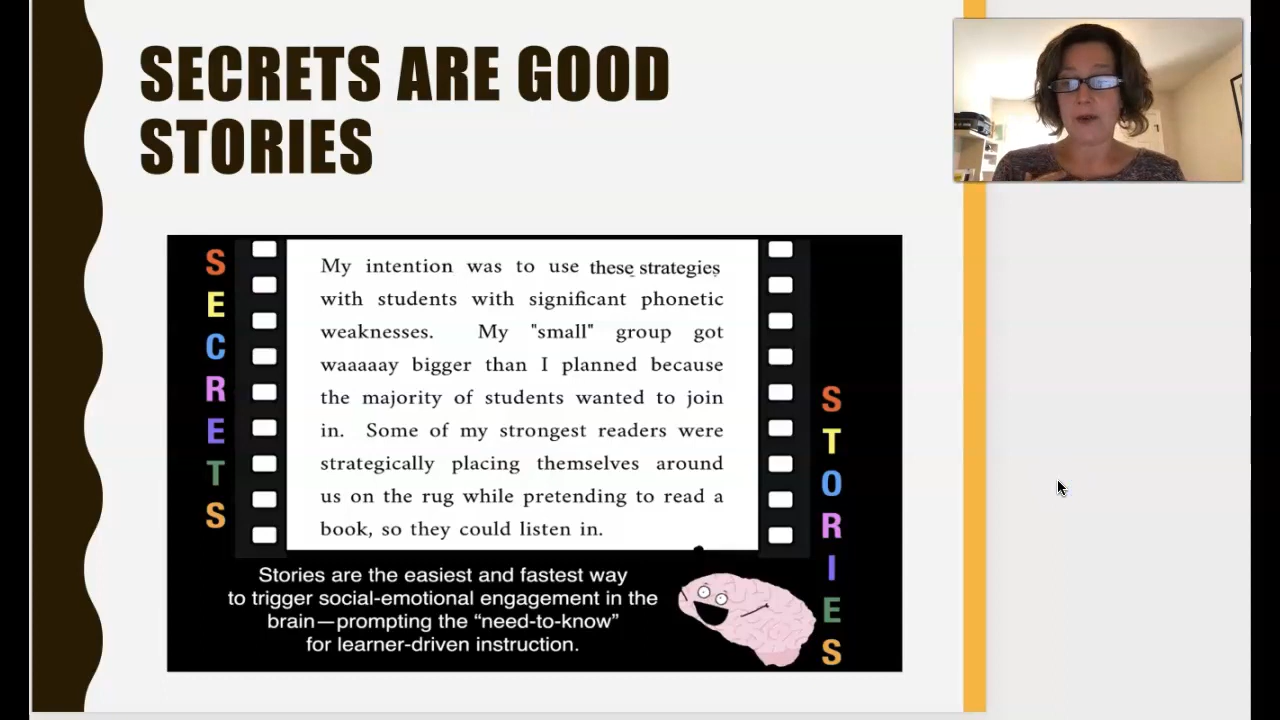 SECRETS ARE GOOD
STORIES
SECRETS
My intention was to use these strategies
with students with significant phonetic
weaknesses. My "small" group got
waaaaay bigger than I planned because
the majority of students wanted to join
in. Some of my strongest readers were
strategically placing themselves around
us on the rug while pretending to read a
book, so they could listen in.
STORIES
Stories are the easiest and fastest way
to trigger social-emotional engagement in the
brain—prompting the “need-to-know”
for learner-driven instruction.